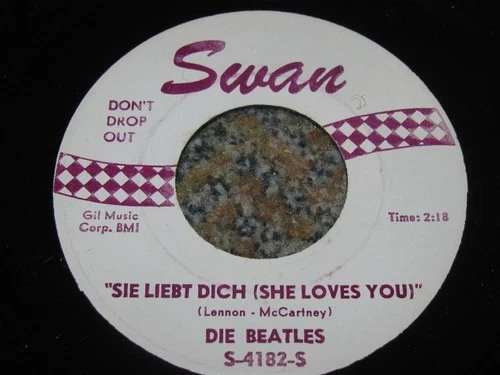 Swan
DON'T
DROP
OUT
Gil Music
Corp. BMI
Time: 2:18
"SIE LIEBT DICH (SHE LOVES YOU)"
(Lennon - McCartney)
DIE BEATLES
S-4182-S